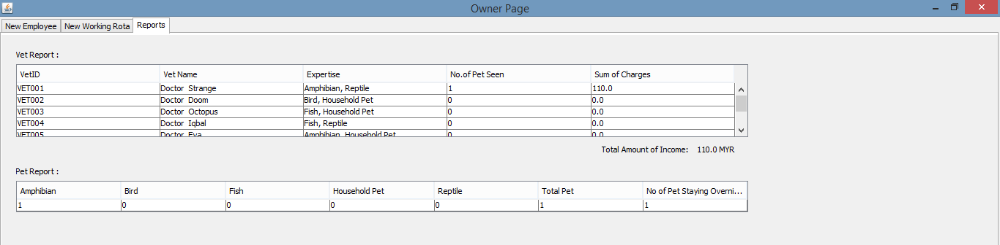 Owner Page
New Employee New Working Rota Reports
Vet Report :
VetID Vet Name Expertise No.of Pet Seen Sum of Charges
VET001 Doctor Strange Amphibian, Reptile 1 110.0
VET002 Doctor Doom Bird, Household Pet 0 0.0
VET003 Doctor Octopus Fish, Household Pet 0 0.0
VET004 Doctor Iqbal Fish, Reptile 0 0.0
VET005 Doctor Eva Amphibian, Household Pet 0 0.0
Total Amount of Income: 110.0 MYR
Pet Report :
Amphibian Bird Fish Household Pet Reptile Total Pet No of Pet Staying Overni...
1 0 0 0 0 1 1